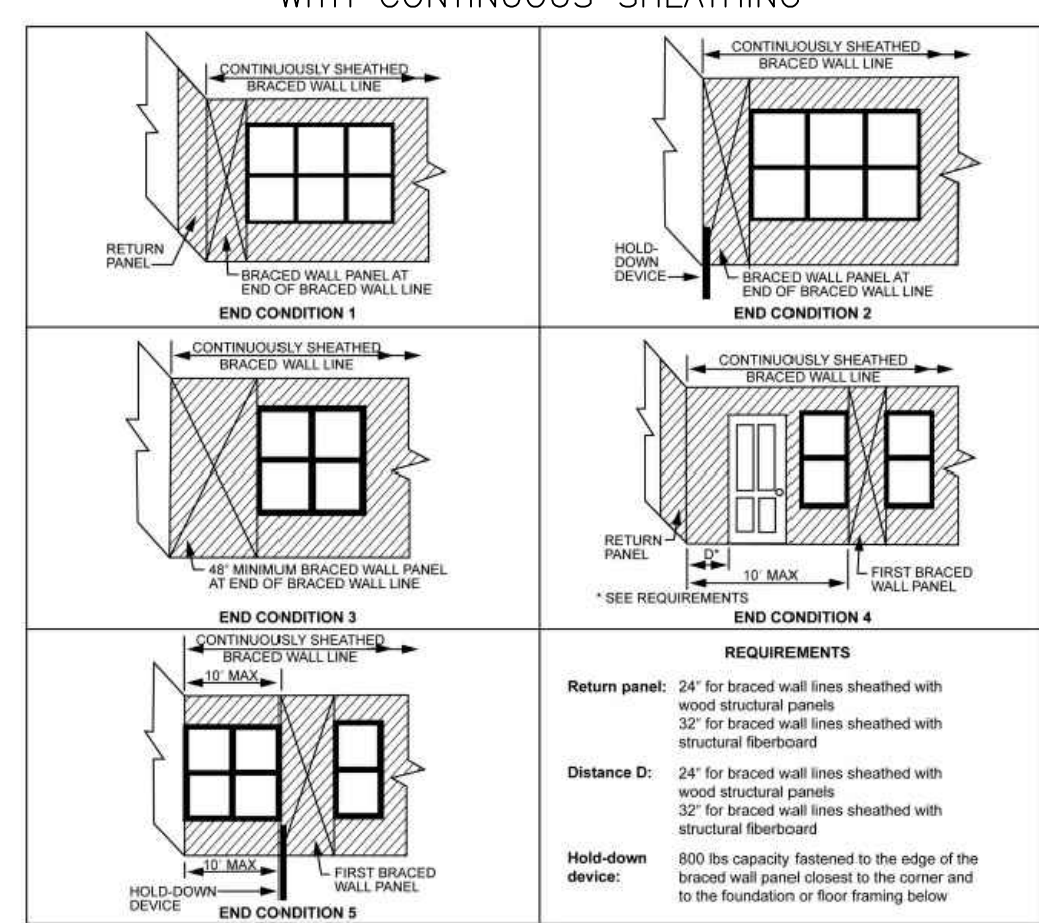 WITH CONTINUOUS SHEATHING
CONTINUOUSLY SHEATHED
BRACED WALL LINE
RETURN
PANEL
BRACED WALL PANEL AT
END OF BRACED WALL LINE
END CONDITION 1
CONTINUOUSLY SHEATHED
BRACED WALL LINE
HOLD-
DOWN
DEVICE
BRACED WALL PANEL AT
END OF BRACED WALL LINE
END CONDITION 2
CONTINUOUSLY SHEATHED
BRACED WALL LINE
48" MINIMUM BRACED WALL PANEL
AT END OF BRACED WALL LINE
END CONDITION 3
CONTINUOUSLY SHEATHED
BRACED WALL LINE
RETURN
PANEL
D*
10' MAX
FIRST BRACED
WALL PANEL
* SEE REQUIREMENTS
END CONDITION 4
CONTINUOUSLY SHEATHED
BRACED WALL LINE
10' MAX
10' MAX
FIRST BRACED
WALL PANEL
HOLD-DOWN
DEVICE
END CONDITION 5
REQUIREMENTS
Return panel: 24" for braced wall lines sheathed with
wood structural panels
32" for braced wall lines sheathed with
structural fiberboard
Distance D: 24" for braced wall lines sheathed with
wood structural panels
32" for braced wall lines sheathed with
structural fiberboard
Hold-down device: 800 lbs capacity fastened to the edge of the
braced wall panel closest to the corner and
to the foundation or floor framing below